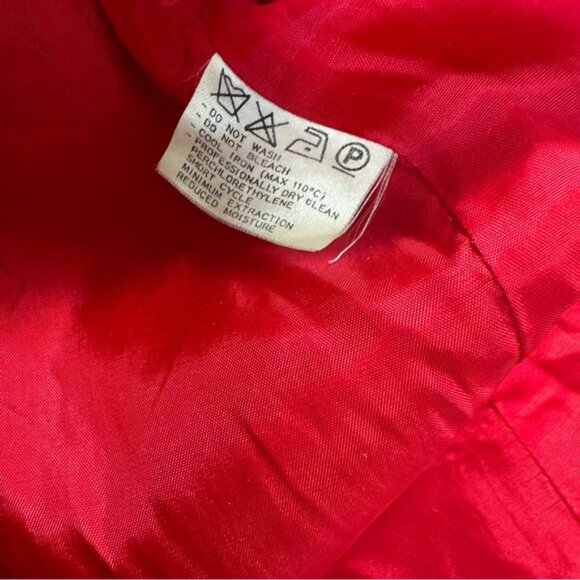 P
- DO NOT WASH
- DO NOT BLEACH
- COOL IRON (MAX 110°C)
- PROFESSIONALLY DRY CLEAN
PERCHLORETHYLENE
SHORT CYCLE
MINIMUM EXTRACTION
REDUCED MOISTURE